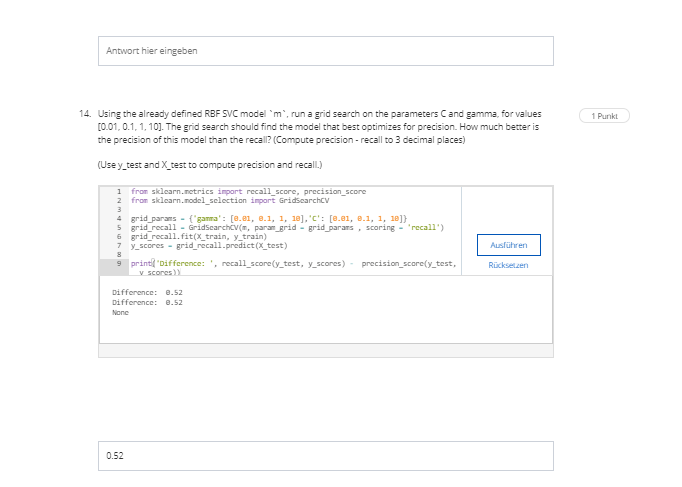 Antwort hier eingeben
14. Using the already defined RBF SVC model `m`, run a grid search on the parameters C and gamma, for values
1 Punkt
[0.01, 0.1, 1, 10]. The grid search should find the model that best optimizes for precision. How much better is
the precision of this model than the recall? (Compute precision - recall to 3 decimal places)
(Use y_test and X_test to compute precision and recall.)
1 from sklearn.metrics import recall_score, precision_score
2 from sklearn.model_selection import GridSearchCV
3
4 grid_params = {'gamma': [0.01, 0.1, 1, 10],'C': [0.01, 0.1, 1, 10]}
5 grid_recall = GridSearchCV(m, param_grid = grid_params , scoring = 'recall')
6 grid_recall.fit(X_train, y_train)
7 y_scores = grid_recall.predict(X_test)
8
9 print('Difference: ', recall_score(y_test, y_scores) - precision_score(y_test,
y_scores))
Ausführen
Rücksetzen
Difference: 0.52
Difference: 0.52
None
0.52